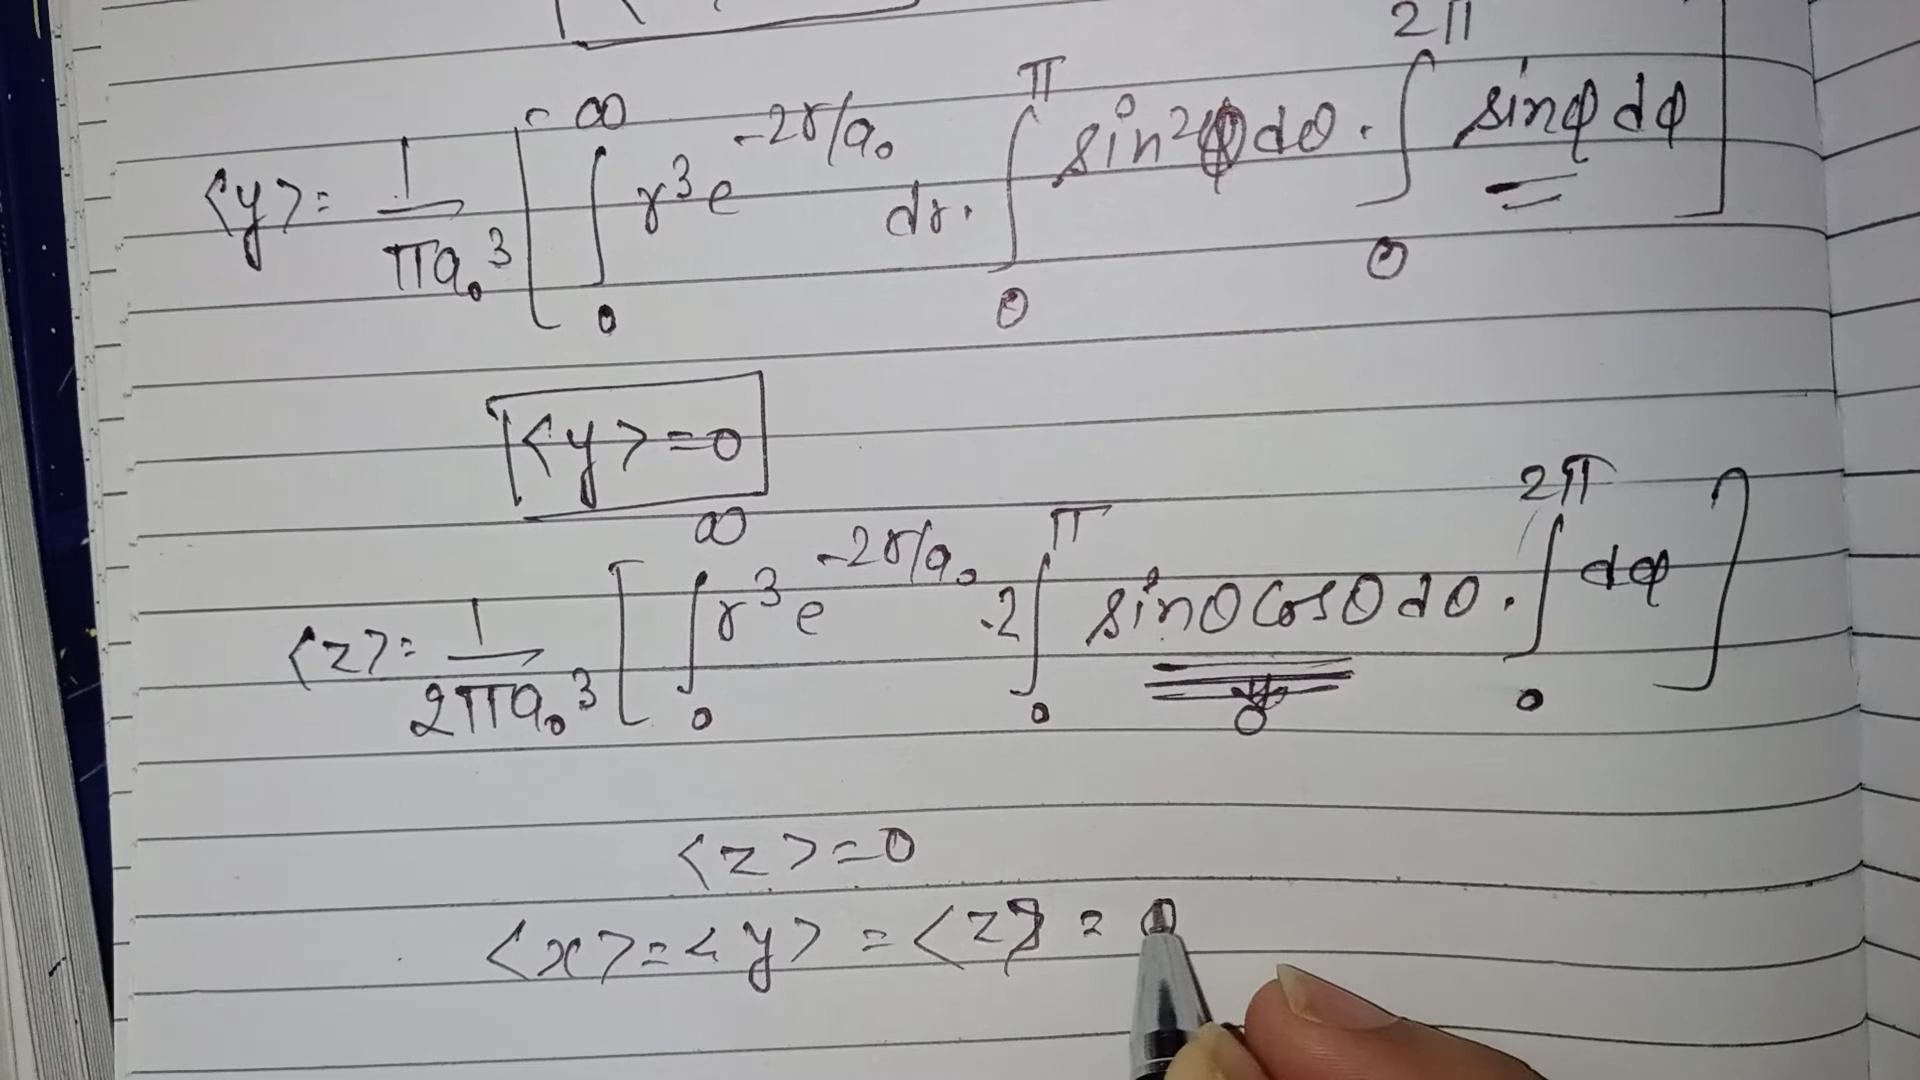 <y> = 1/πa₀³ [ ∫₀^∞ r³ e^(-2r/a₀) dr . ∫₀^π sin²θ dθ . ∫₀^2π sinφ dφ ]
<y> = 0
<z> = 1/2πa₀³ [ ∫₀^∞ r³ e^(-2r/a₀) . 2 ∫₀^π sinθ cosθ dθ . ∫₀^2π dφ ]
0
<z> = 0
<x> = <y> = <z> = 0